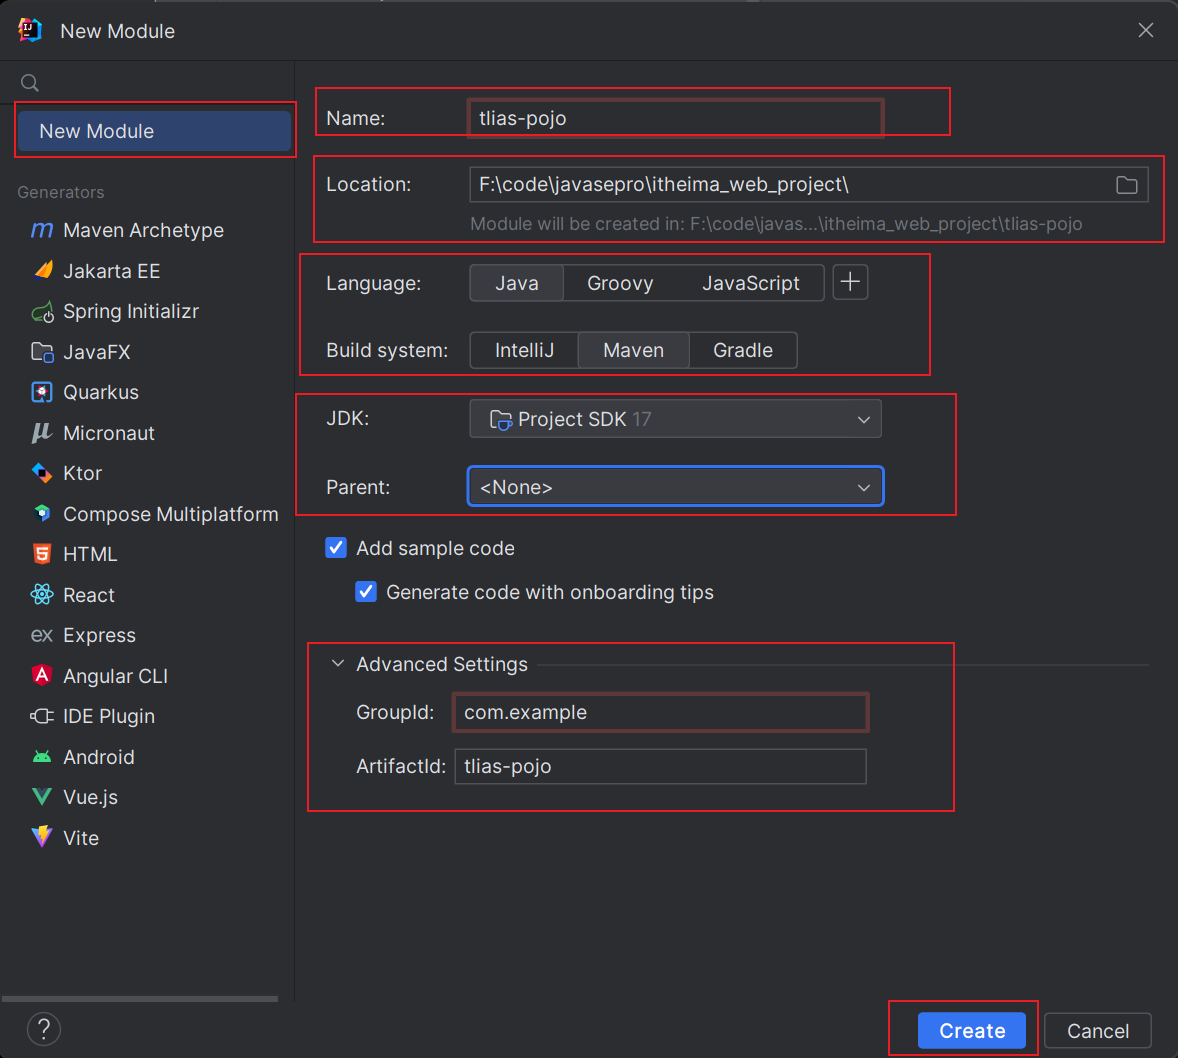 New Module
New Module
Generators
Maven Archetype
Jakarta EE
Spring Initializr
JavaFX
Quarkus
Micronaut
Ktor
Compose Multiplatform
HTML
React
Express
Angular CLI
IDE Plugin
Android
Vue.js
Vite
Name: tlias-pojo
Location: F:\code\javasepro\itheima_web_project\
Module will be created in: F:\code\javas...\itheima_web_project\tlias-pojo
Language: Java Groovy JavaScript
Build system: IntelliJ Maven Gradle
JDK: Project SDK 17
Parent: <None>
Add sample code
Generate code with onboarding tips
Advanced Settings
GroupId: com.example
ArtifactId: tlias-pojo
? Create Cancel